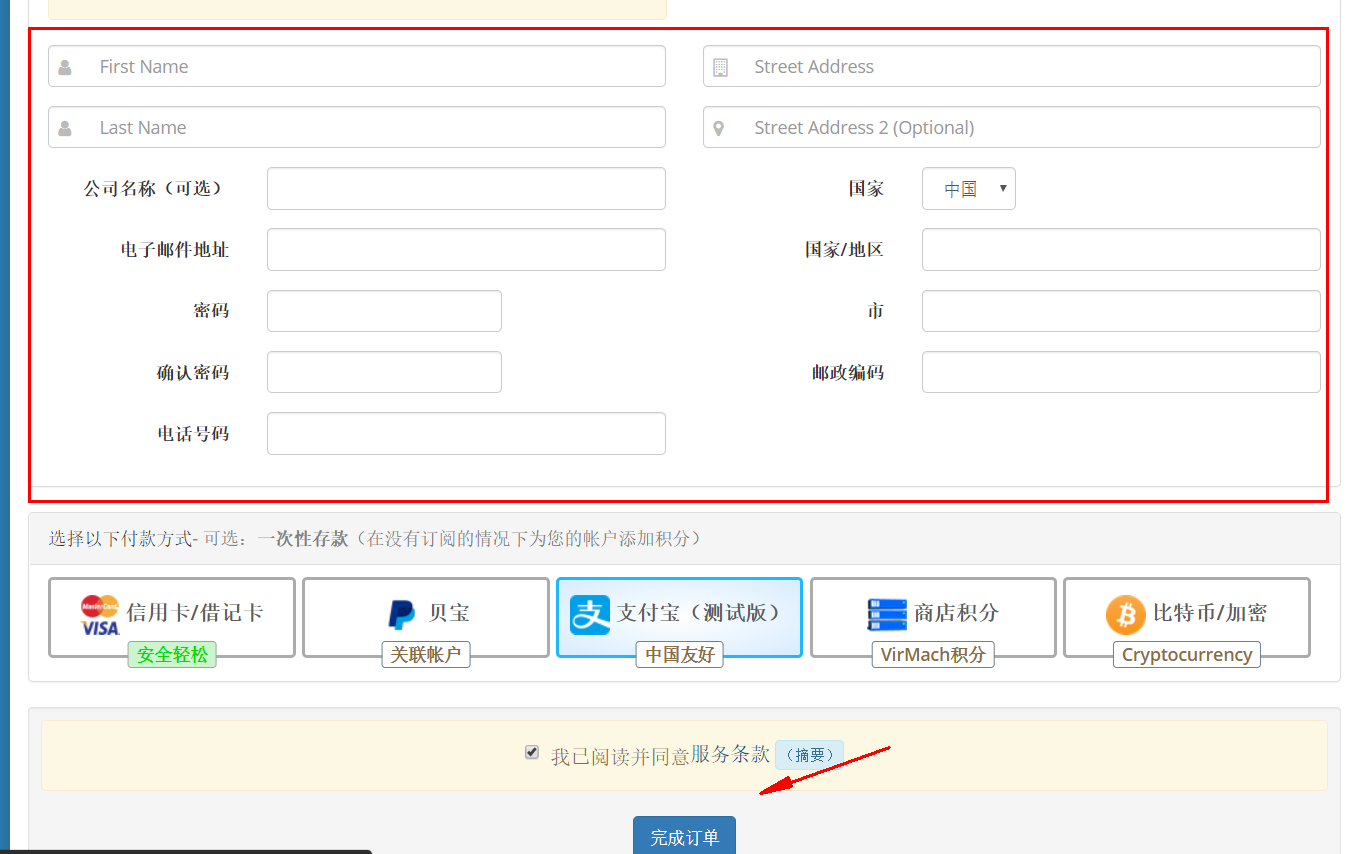 First Name
Street Address
Last Name
Street Address 2 (Optional)
公司名称（可选）
国家
中国
电子邮件地址
国家/地区
密码
市
确认密码
邮政编码
电话号码
选择以下付款方式- 可选：一次性存款（在没有订阅的情况下为您的帐户添加积分）
MasterCard
VISA
信用卡/借记卡
安全轻松
贝宝
关联帐户
支
支付宝（测试版）
中国友好
商店积分
VirMach积分
比特币/加密
Cryptocurrency
我已阅读并同意服务条款（摘要）
完成订单